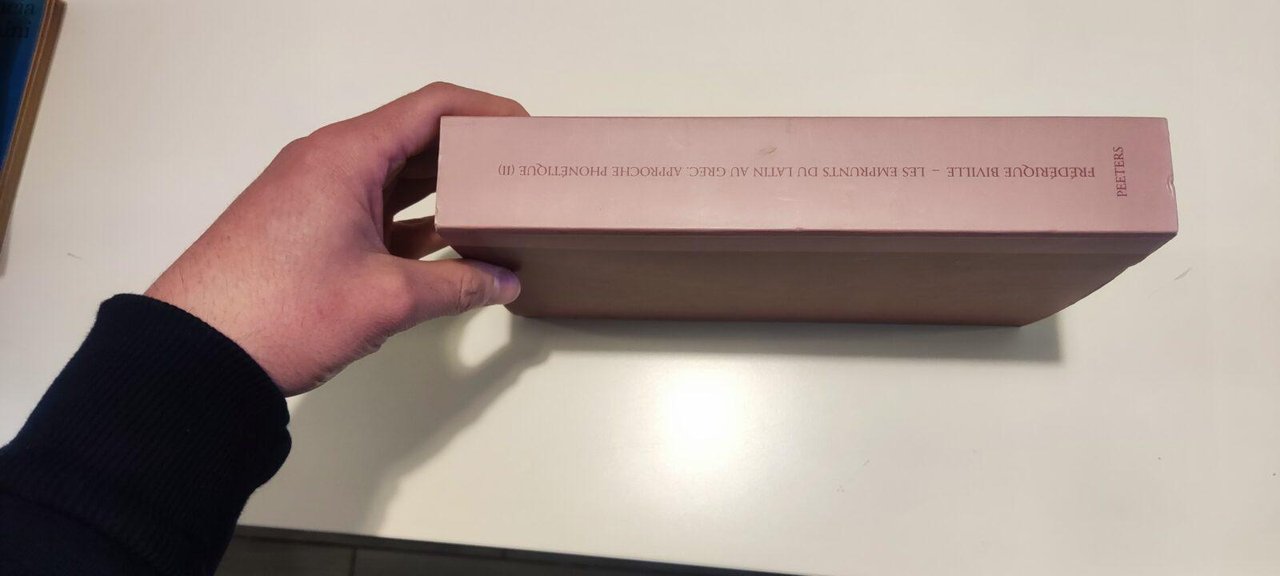 FRÉDÉRIQUE BIVILLE – LES EMPRUNTS DU LATIN AU GREC. APPROCHE PHONÉTIQUE (II)
PEETERS